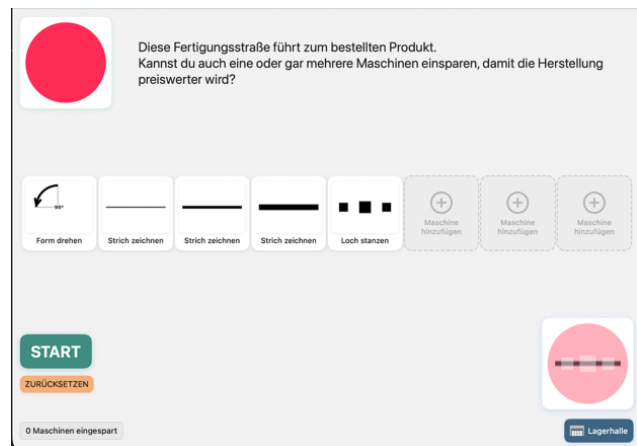 Diese Fertigungsstraße führt zum bestellten Produkt.
Kannst du auch eine oder gar mehrere Maschinen einsparen, damit die Herstellung
preiswerter wird?
90°
Form drehen
Strich zeichnen
Strich zeichnen
Strich zeichnen
Loch stanzen
Maschine
hinzufügen
Maschine
hinzufügen
Maschine
hinzufügen
START
ZURÜCKSETZEN
0 Maschinen eingespart
Lagerhalle